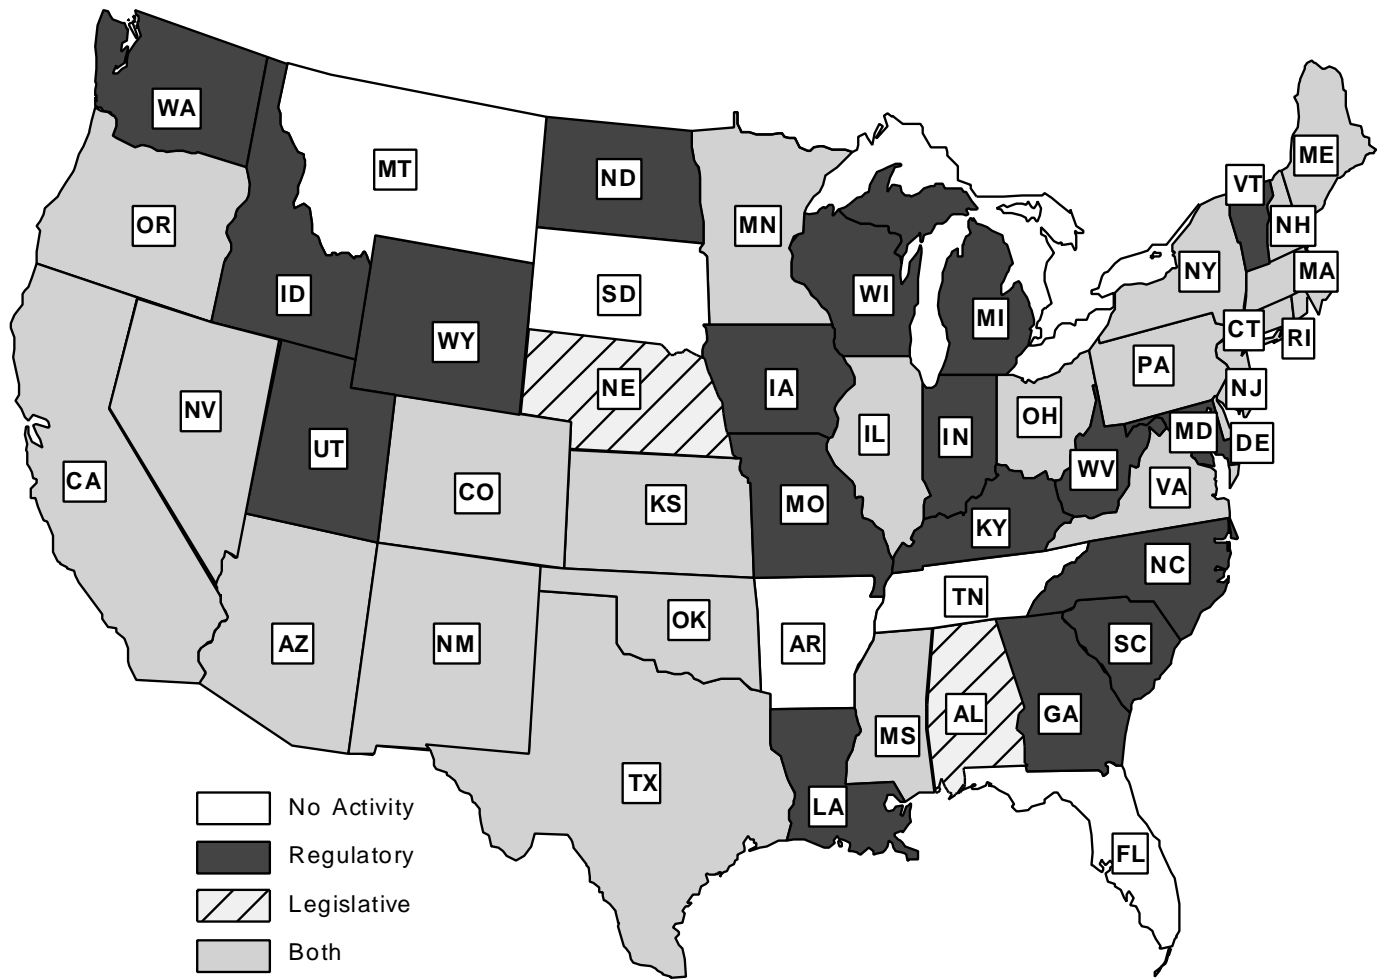 WA
MT
ND
MN
ME
VT
NH
OR
ID
SD
WI
MI
NY
MA
WY
CT
RI
NE
IA
PA
NJ
NV
UT
CO
KS
MO
IL
IN
OH
WV
MD
DE
VA
CA
KY
NC
AZ
NM
OK
AR
TN
SC
MS
AL
GA
TX
LA
FL
No Activity
Regulatory
Legislative
Both